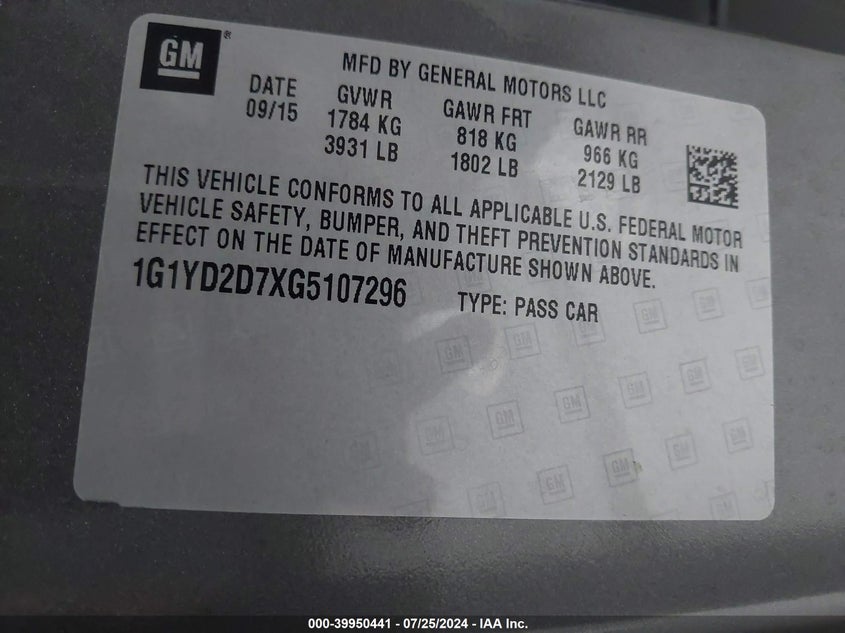 GM®
MFD BY GENERAL MOTORS LLC
DATE GVWR GAWR FRT GAWR RR
09/15 1784 KG 818 KG 966 KG
3931 LB 1802 LB 2129 LB
THIS VEHICLE CONFORMS TO ALL APPLICABLE U.S. FEDERAL MOTOR
VEHICLE SAFETY, BUMPER, AND THEFT PREVENTION STANDARDS IN
EFFECT ON THE DATE OF MANUFACTURE SHOWN ABOVE.
1G1YD2D7XG5107296 TYPE: PASS CAR
000-39950441 - 07/25/2024 - IAA Inc.